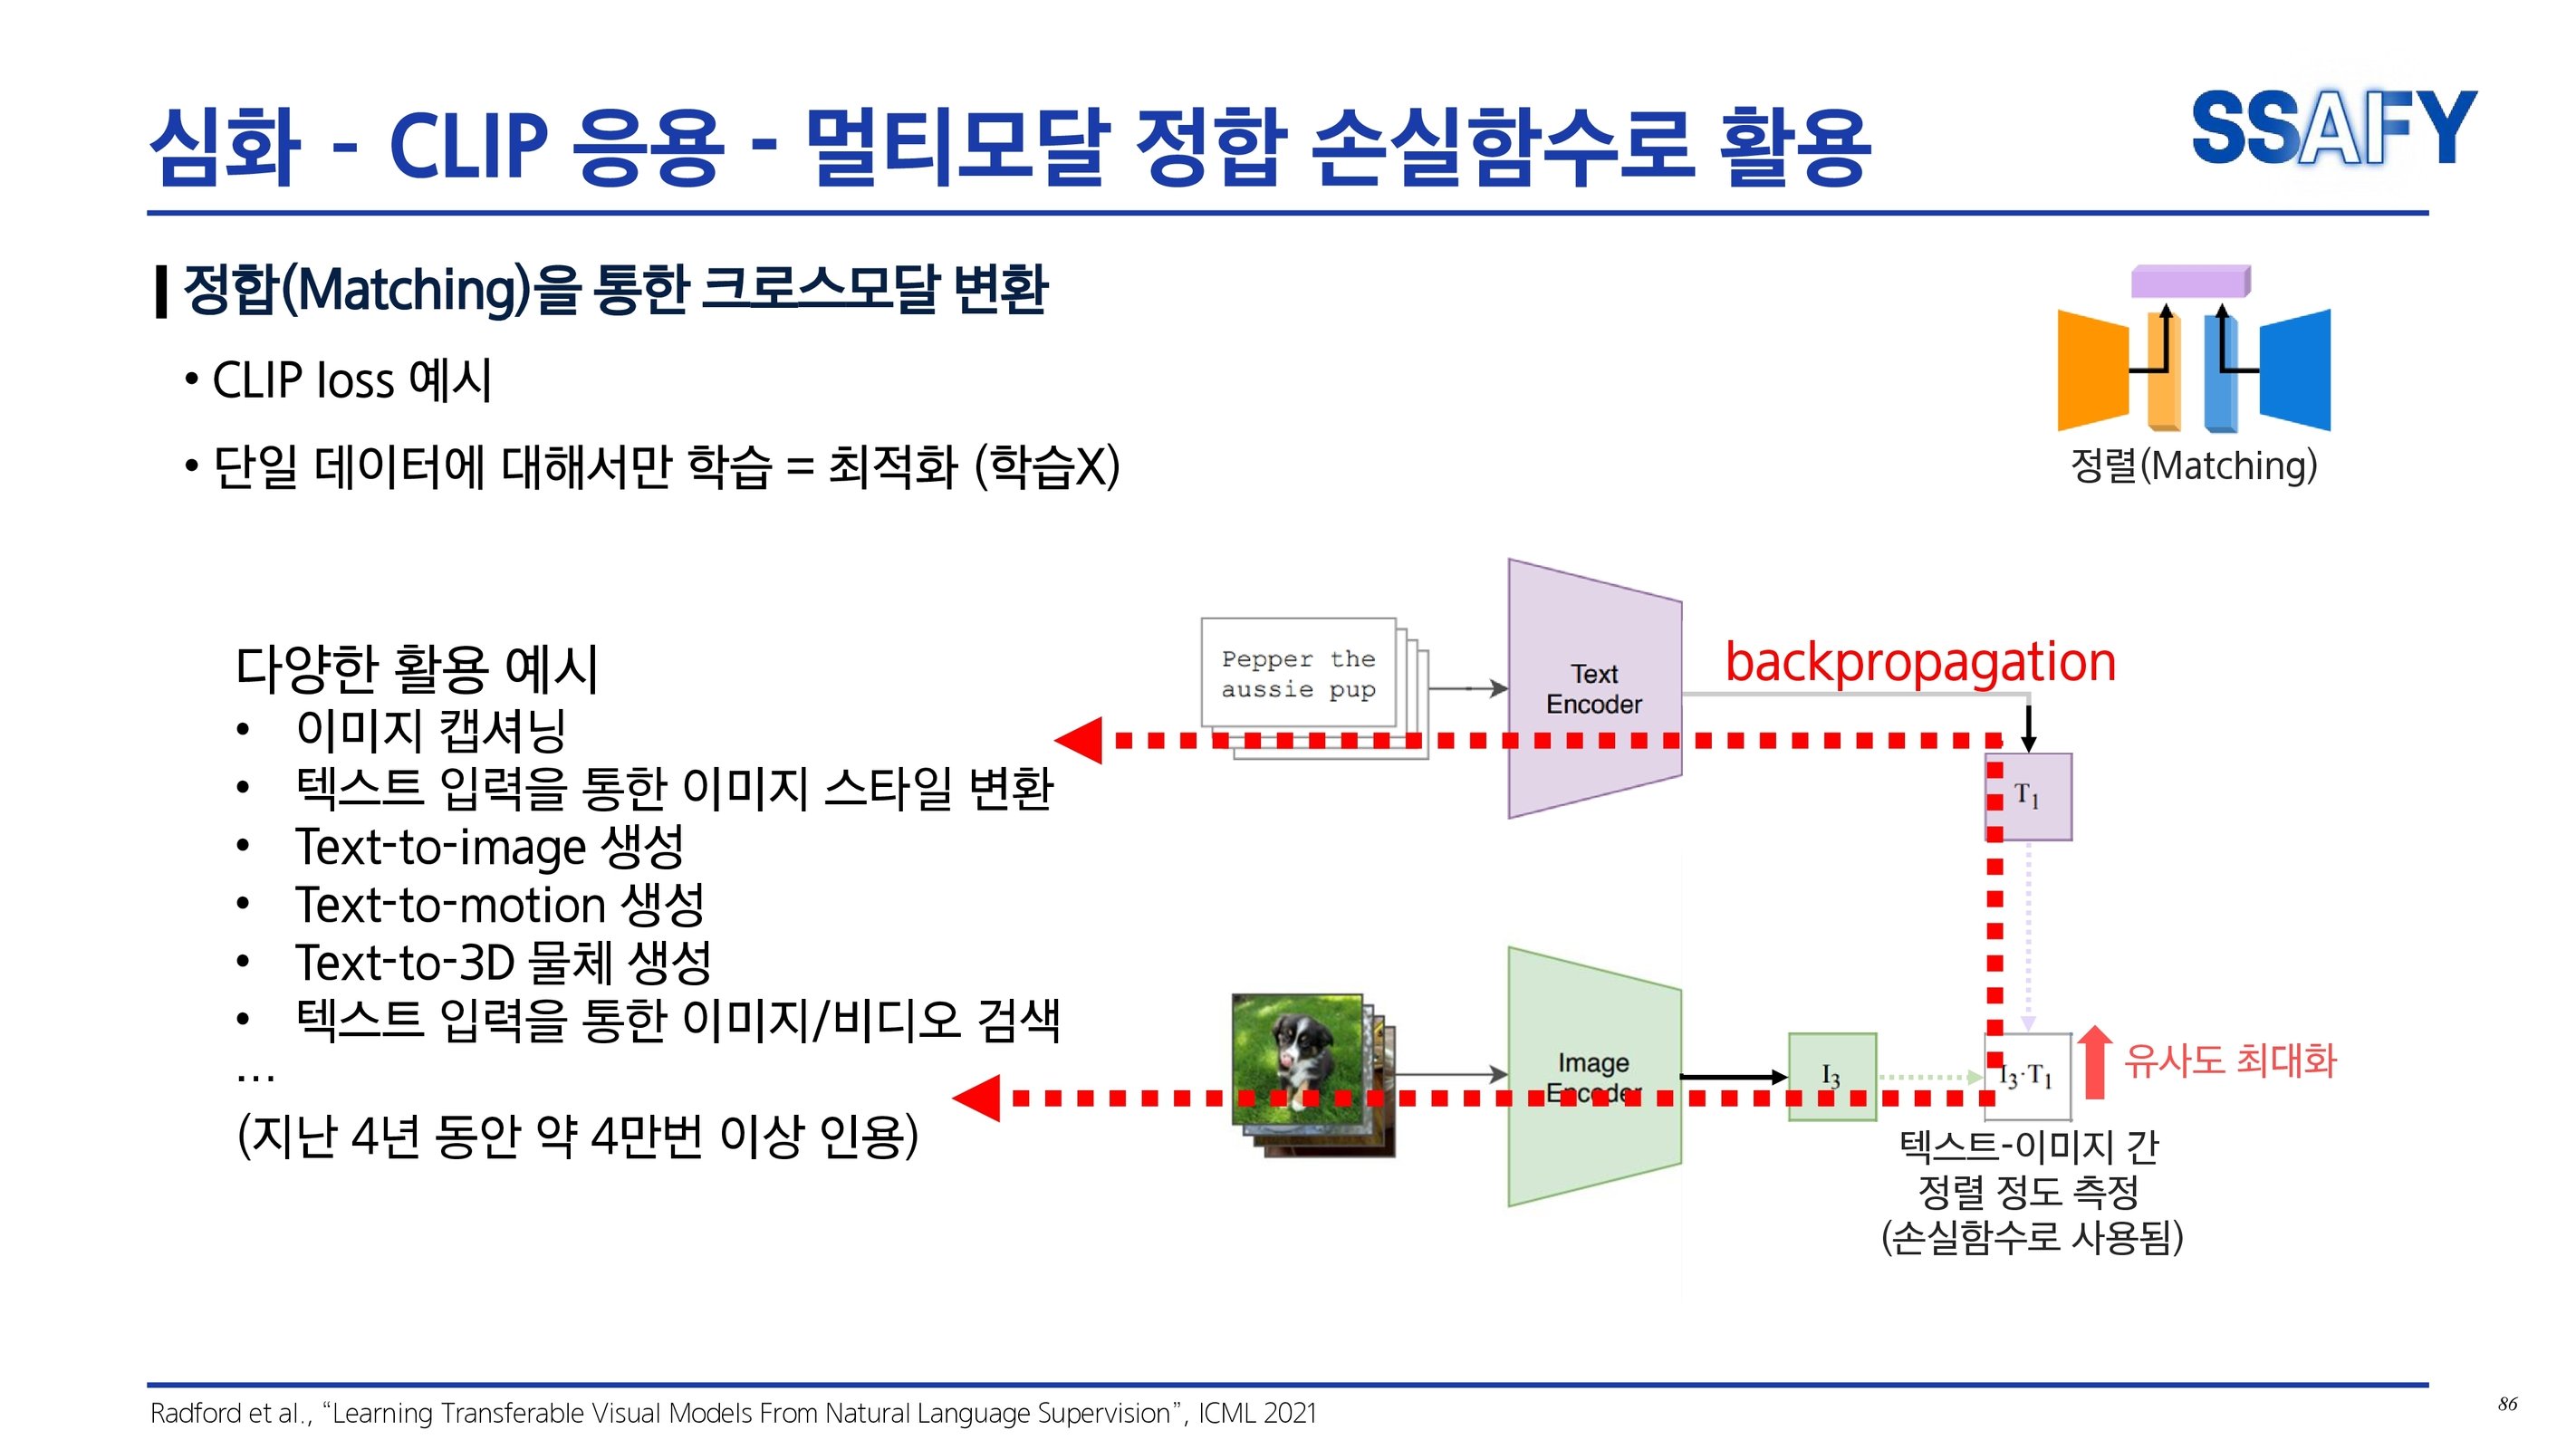 심화 - CLIP 응용 - 멀티모달 정합 손실함수로 활용
SSAFY
정합(Matching)을 통한 크로스모달 변환
• CLIP loss 예시
• 단일 데이터에 대해서만 학습 = 최적화 (학습X)
정렬(Matching)
다양한 활용 예시
• 이미지 캡셔닝
• 텍스트 입력을 통한 이미지 스타일 변환
• Text-to-image 생성
• Text-to-motion 생성
• Text-to-3D 물체 생성
• 텍스트 입력을 통한 이미지/비디오 검색
...
(지난 4년 동안 약 4만번 이상 인용)
Pepper the
aussie pup
Text
Encoder
backpropagation
T1
Image
Encoder
I3
I3·T1
유사도 최대화
텍스트-이미지 간
정렬 정도 측정
(손실함수로 사용됨)
Radford et al., “Learning Transferable Visual Models From Natural Language Supervision”, ICML 2021
86